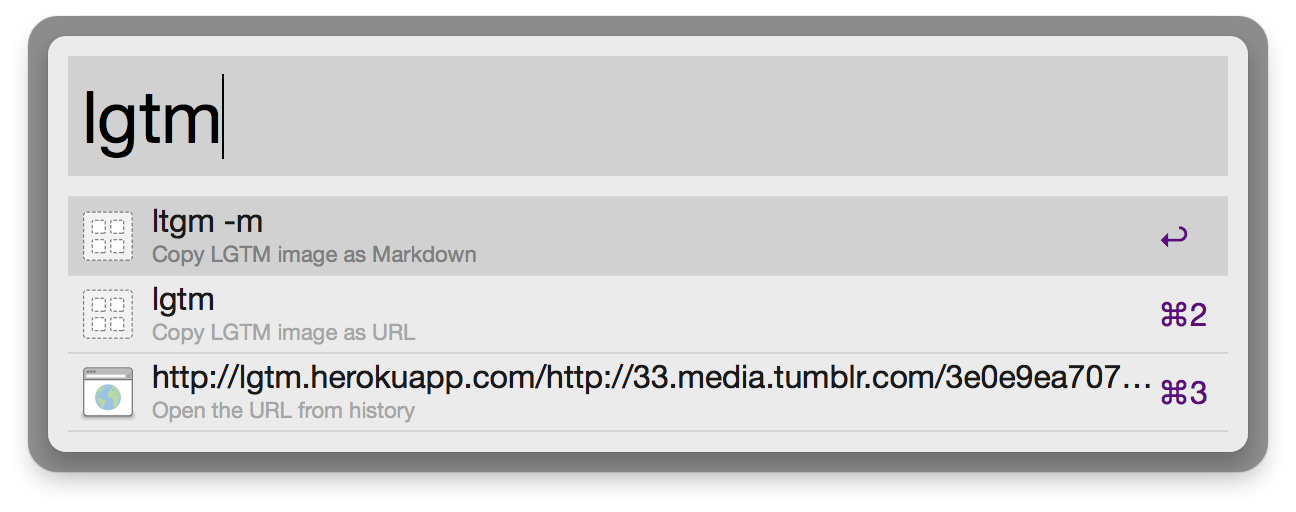 lgtm
ltgm -m
Copy LGTM image as Markdown
↩
lgtm
Copy LGTM image as URL
⌘2
http://lgtm.herokuapp.com/http://33.media.tumblr.com/3e0e9ea707…
Open the URL from history
⌘3